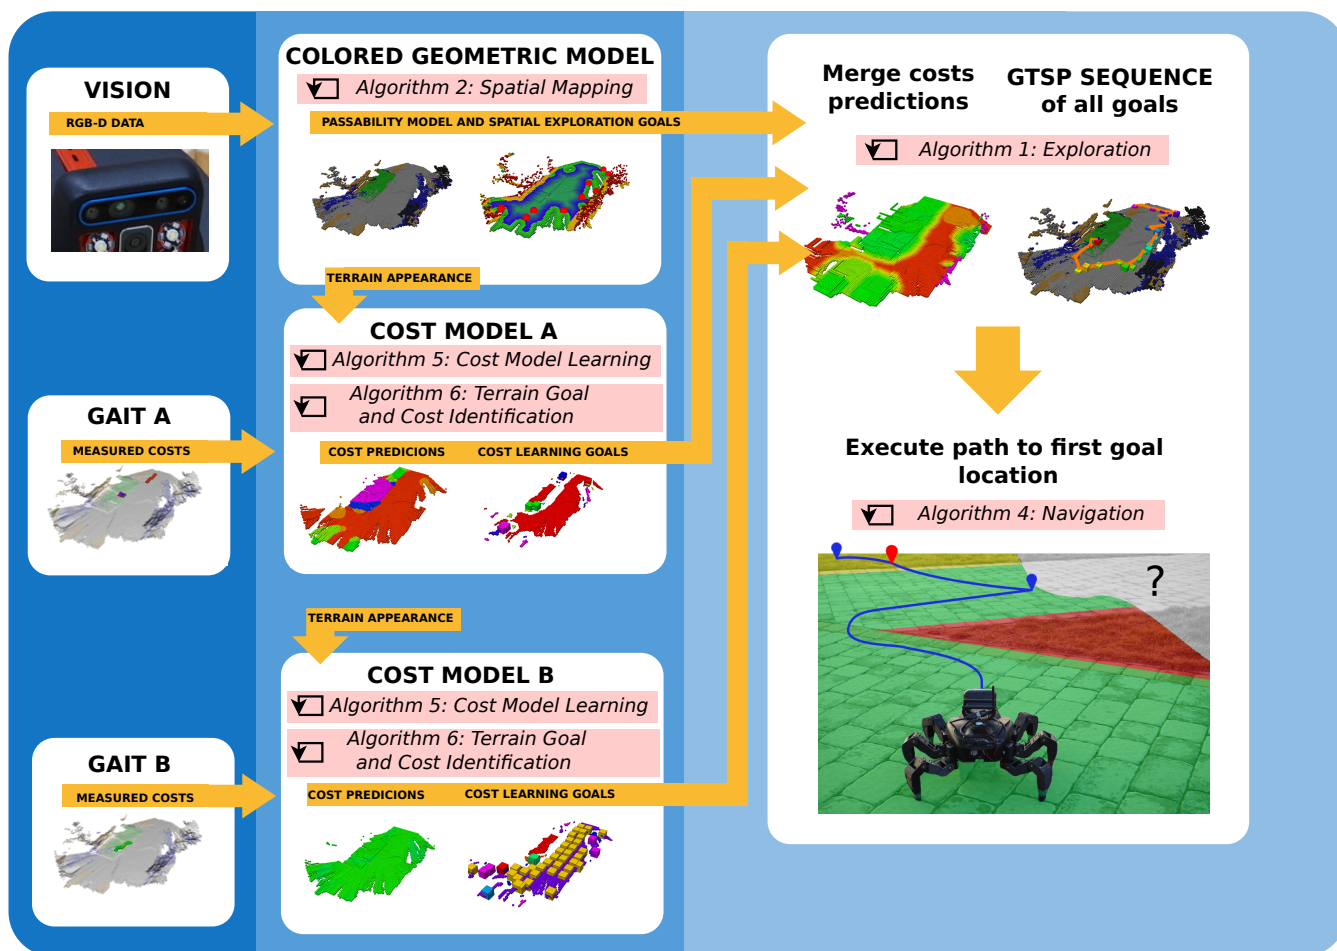 VISION
RGB-D DATA
COLORED GEOMETRIC MODEL
Algorithm 2: Spatial Mapping
PASSABILITY MODEL AND SPATIAL EXPLORATION GOALS
TERRAIN APPEARANCE
GAIT A
MEASURED COSTS
COST MODEL A
Algorithm 5: Cost Model Learning
Algorithm 6: Terrain Goal
and Cost Identification
COST PREDICIONS
COST LEARNING GOALS
TERRAIN APPEARANCE
GAIT B
MEASURED COSTS
COST MODEL B
Algorithm 5: Cost Model Learning
Algorithm 6: Terrain Goal
and Cost Identification
COST PREDICIONS
COST LEARNING GOALS
Merge costs
predictions
GTSP SEQUENCE
of all goals
Algorithm 1: Exploration
Execute path to first goal
location
Algorithm 4: Navigation
?